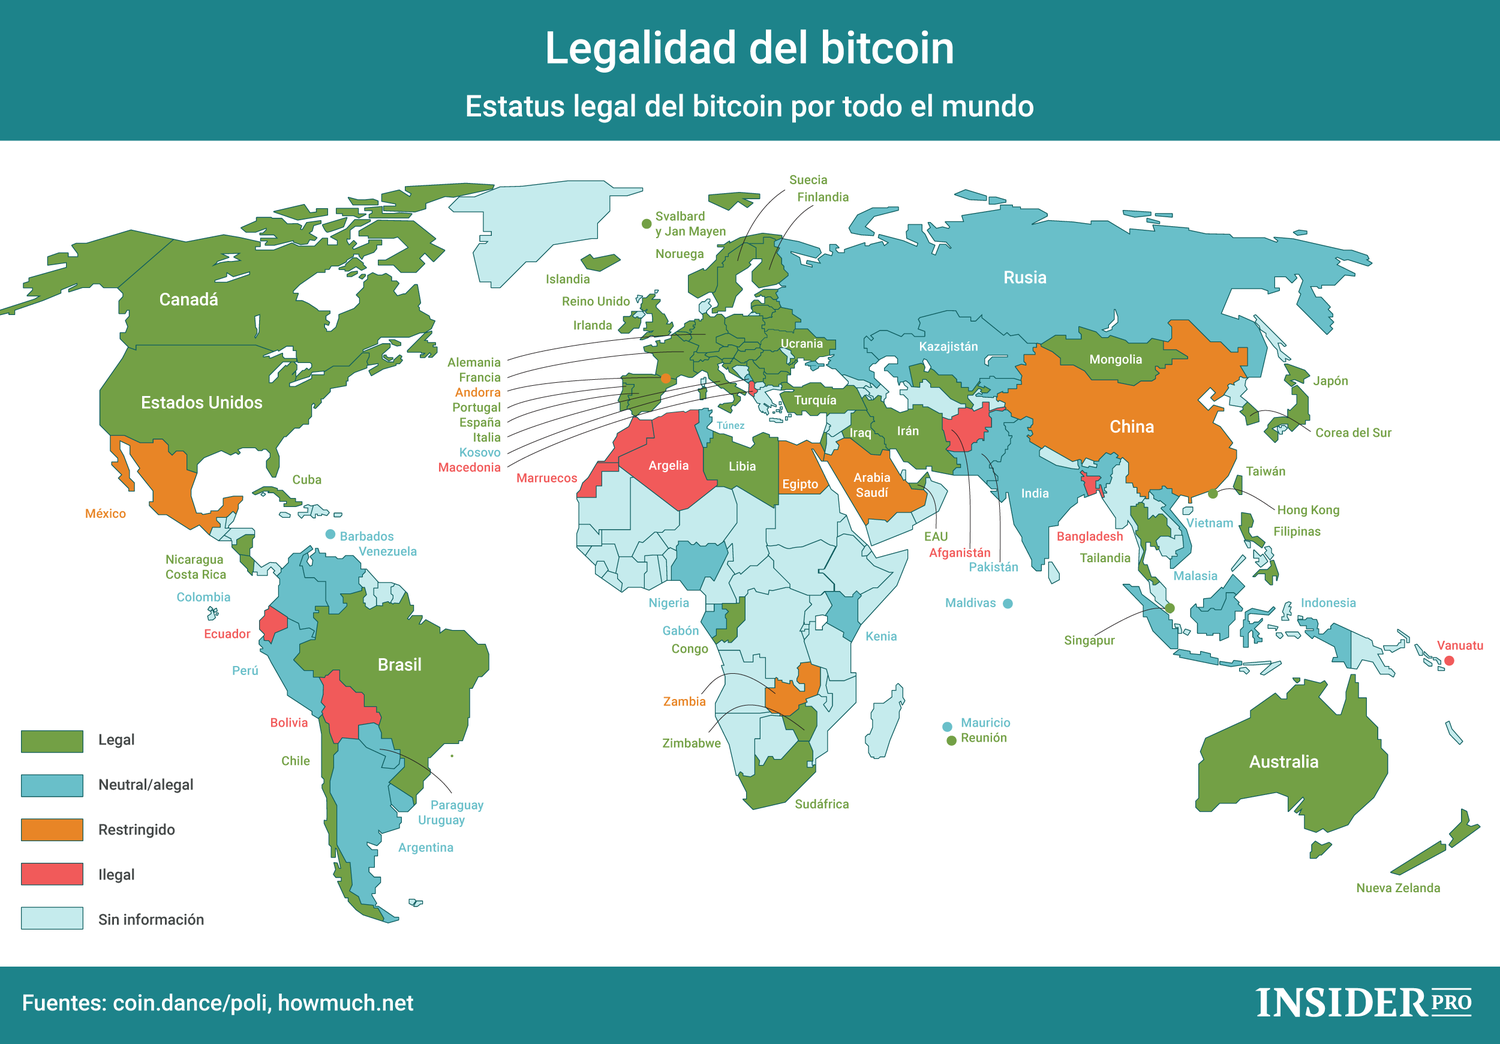 Legalidad del bitcoin
Estatus legal del bitcoin por todo el mundo
Suecia
Finlandia
Svalbard
y Jan Mayen
Noruega
Islandia
Reino Unido
Irlanda
Canadá
Rusia
Ucrania
Kazajistán
Mongolia
Alemania
Francia
Andorra
Portugal
España
Italia
Kosovo
Macedonia
Marruecos
Estados Unidos
Turquía
Túnez
Iraq
Irán
China
Japón
Corea del Sur
Argelia
Libia
Egipto
Arabia
Saudí
India
Taiwán
Hong Kong
Filipinas
Cuba
México
Barbados
Venezuela
Nicaragua
Costa Rica
Colombia
Ecuador
Perú
Brasil
Bolivia
Chile
Paraguay
Uruguay
Argentina
EAU
Afganistán
Pakistán
Bangladesh
Tailandia
Vietnam
Malasia
Maldivas
Indonesia
Singapur
Vanuatu
Nigeria
Gabón
Congo
Kenia
Zambia
Zimbabwe
Mauricio
Reunión
Sudáfrica
Australia
Nueva Zelanda
Legal
Neutral/alegal
Restringido
Ilegal
Sin información
Fuentes: coin.dance/poli, howmuch.net
INSIDER PRO